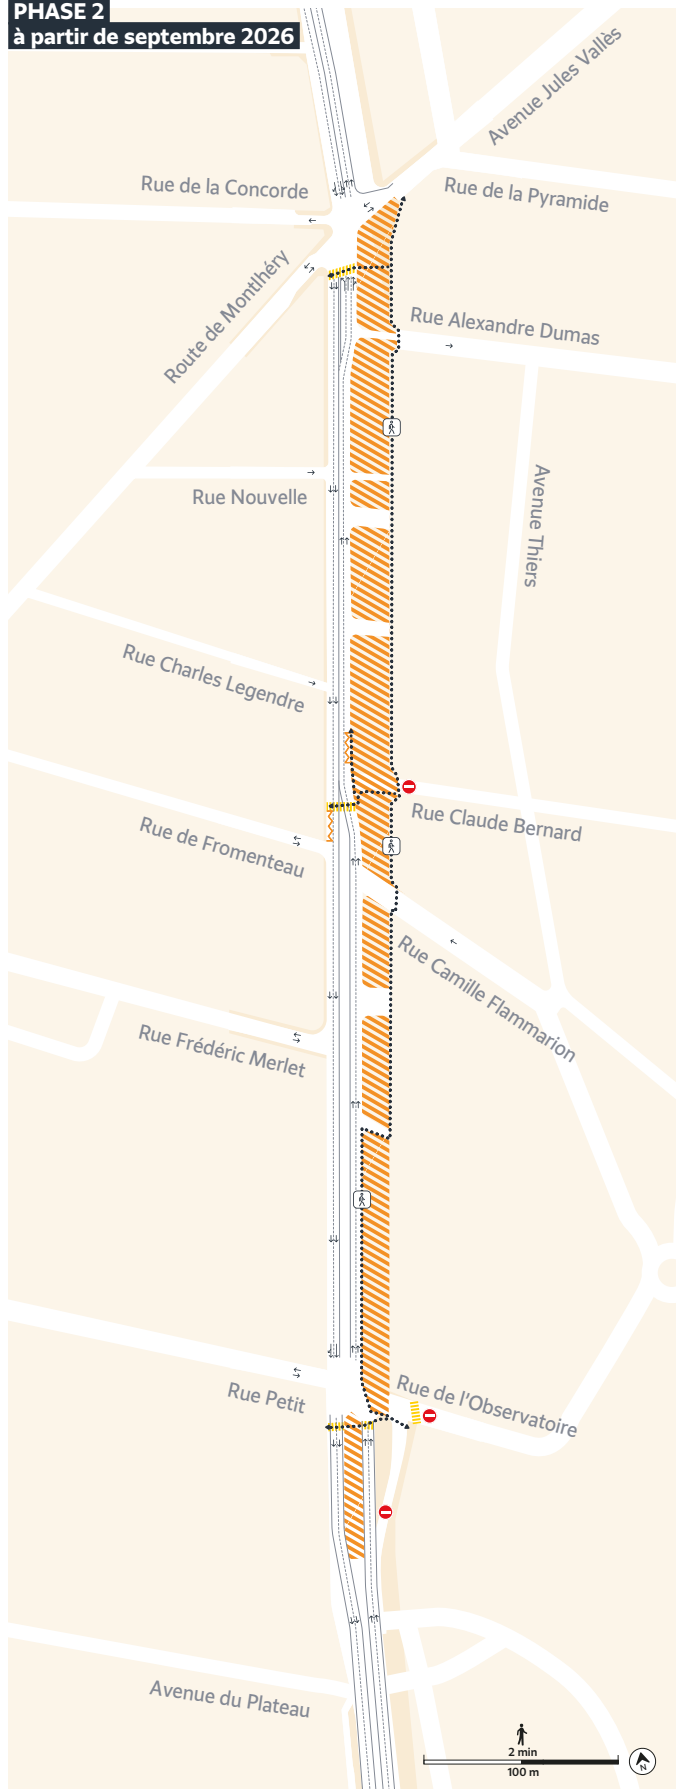 PHASE 2
à partir de septembre 2026
Avenue Jules Vallès
Rue de la Concorde
Rue de la Pyramide
Route de Montlhéry
Rue Alexandre Dumas
Rue Nouvelle
Avenue Thiers
Rue Charles Legendre
Rue Claude Bernard
Rue de Fromenteau
Rue Camille Flammarion
Rue Frédéric Merlet
Rue Petit
Rue de l'Observatoire
Avenue du Plateau
2 min
100 m
N